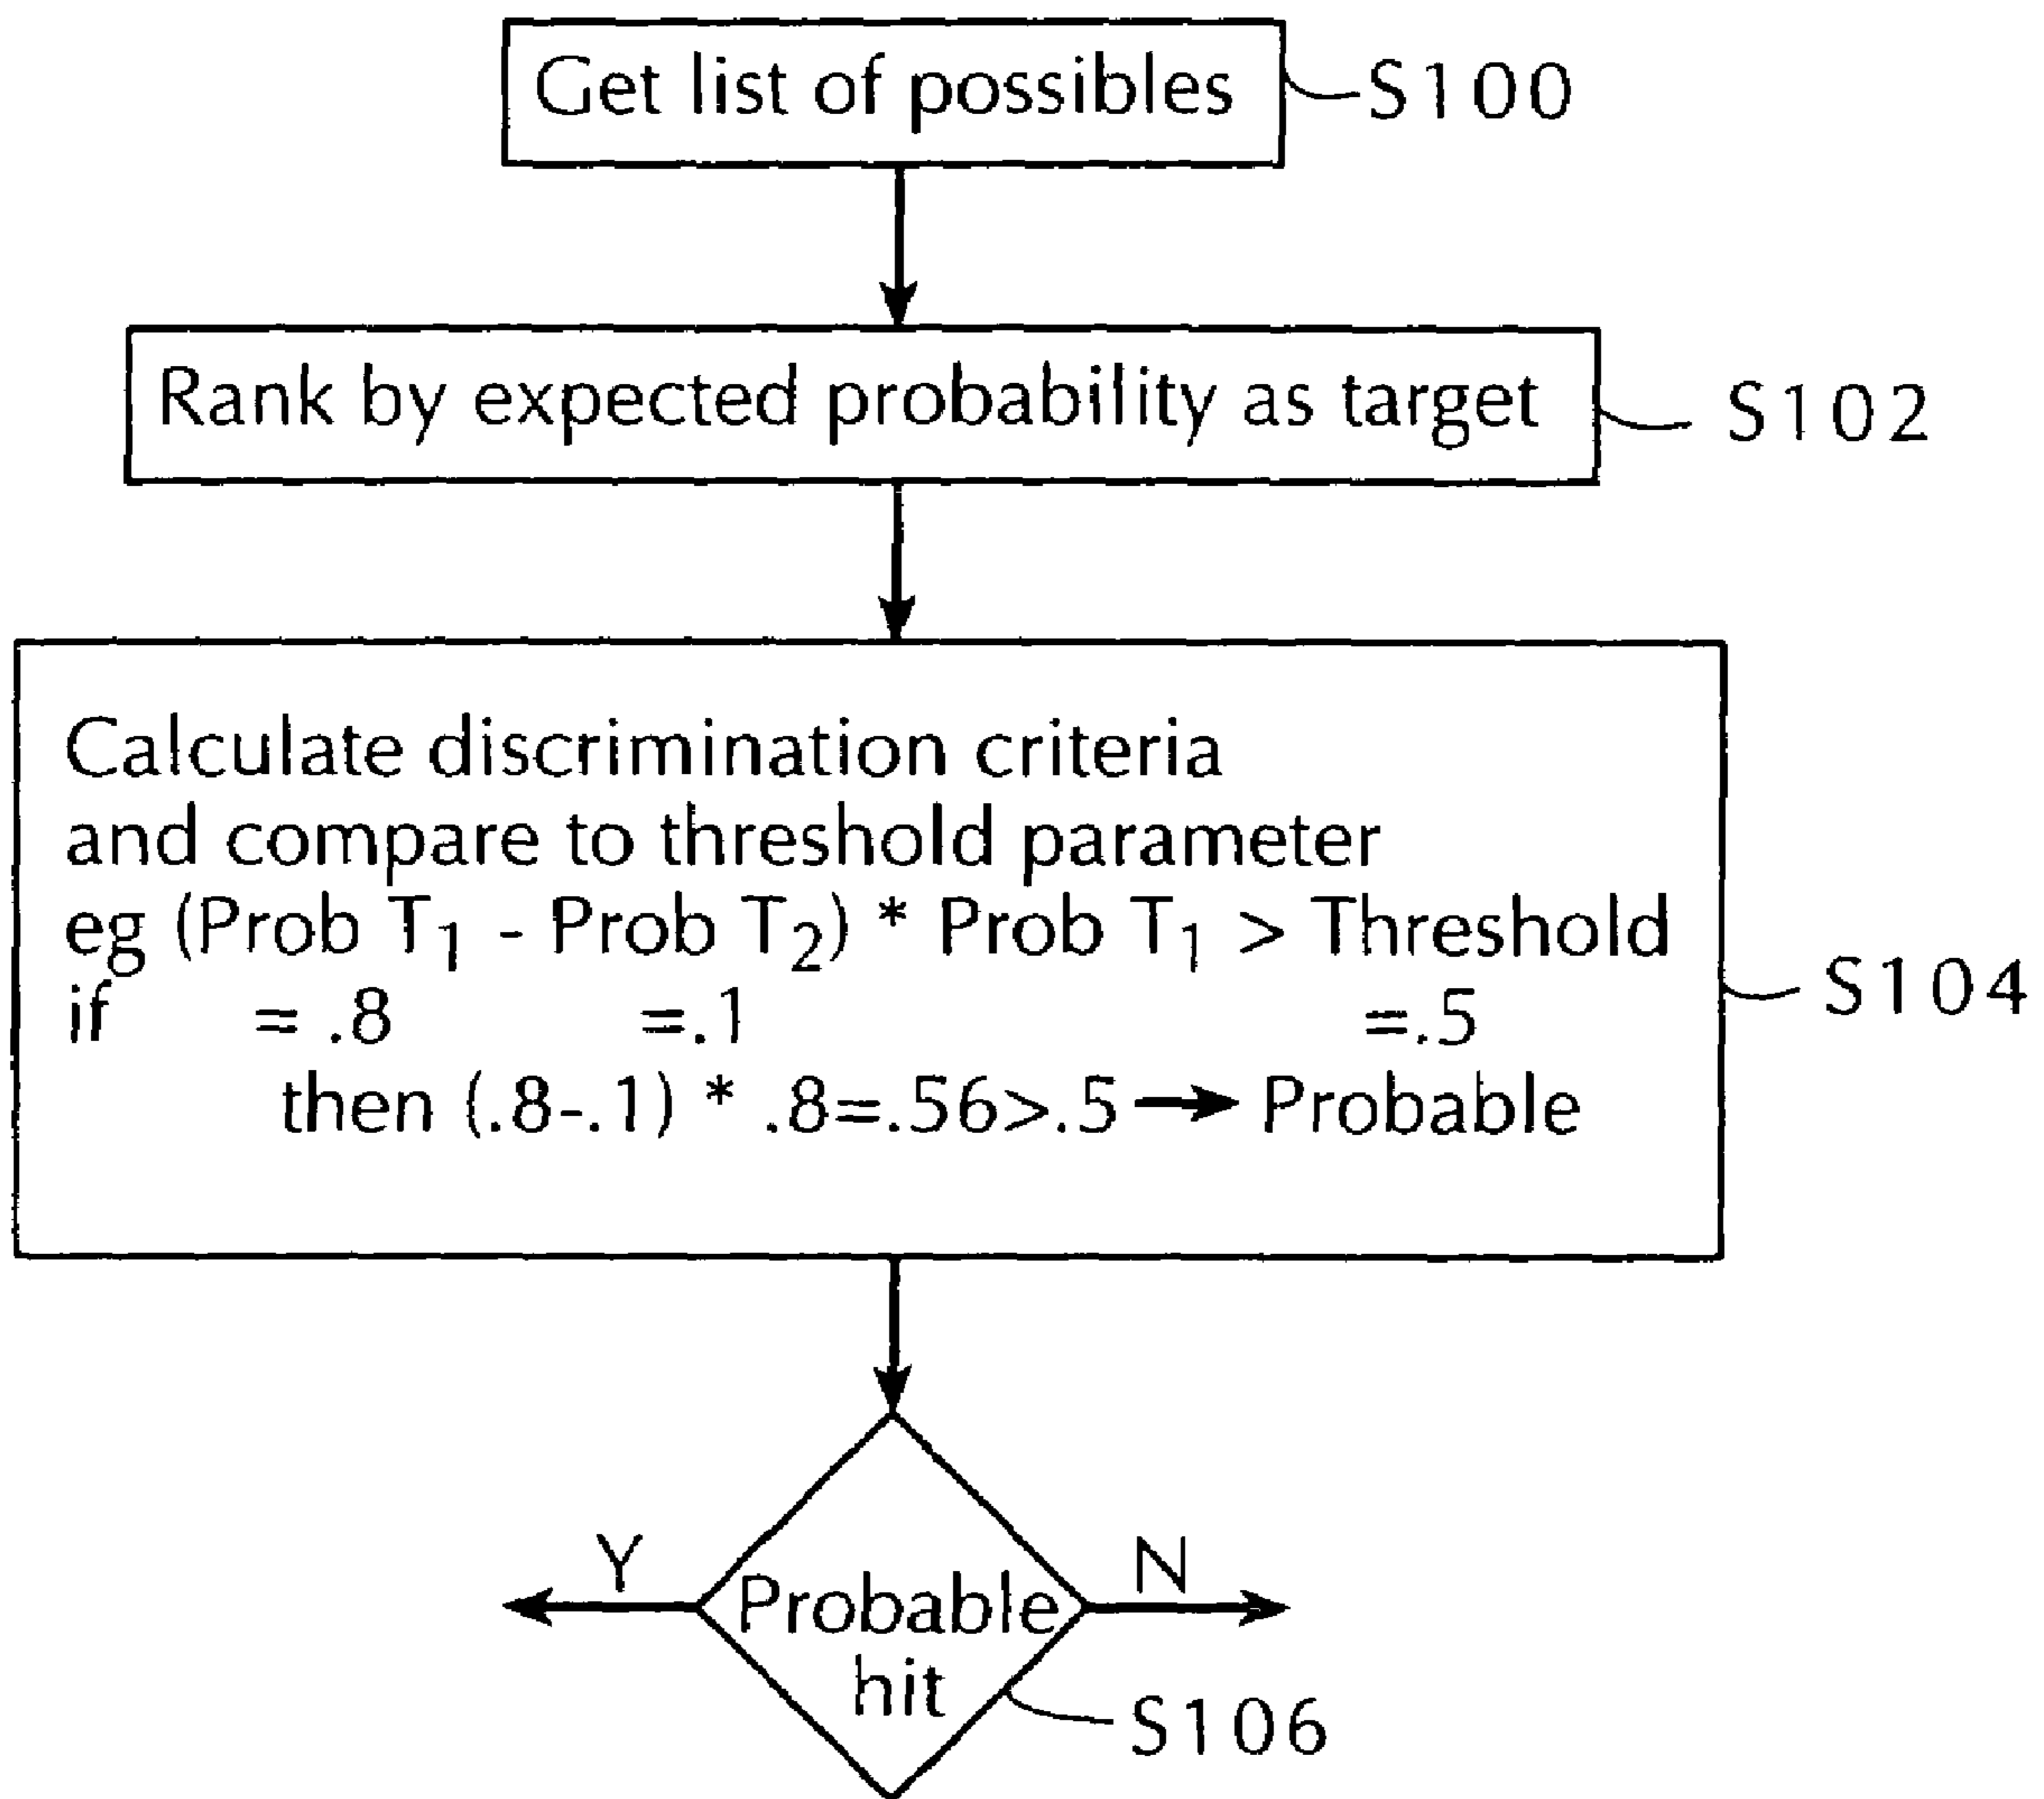 Get list of possibles
S100
Rank by expected probability as target
S102
Calculate discrimination criteria
and compare to threshold parameter
eg (Prob T1 - Prob T2) * Prob T1 > Threshold
if = .8 =.1 =.5
then (.8-.1) * .8=.56>.5 → Probable
S104
Y
N
Probable
hit
S106